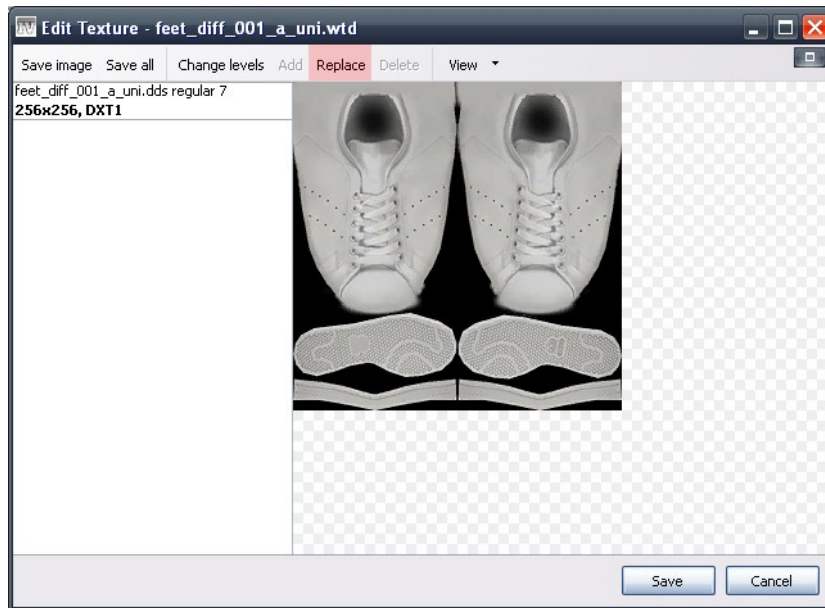 IV Edit Texture - feet_diff_001_a_uni.wtd
Save image Save all Change levels Add Replace Delete View
feet_diff_001_a_uni.dds regular 7
256x256, DXT1
Save Cancel